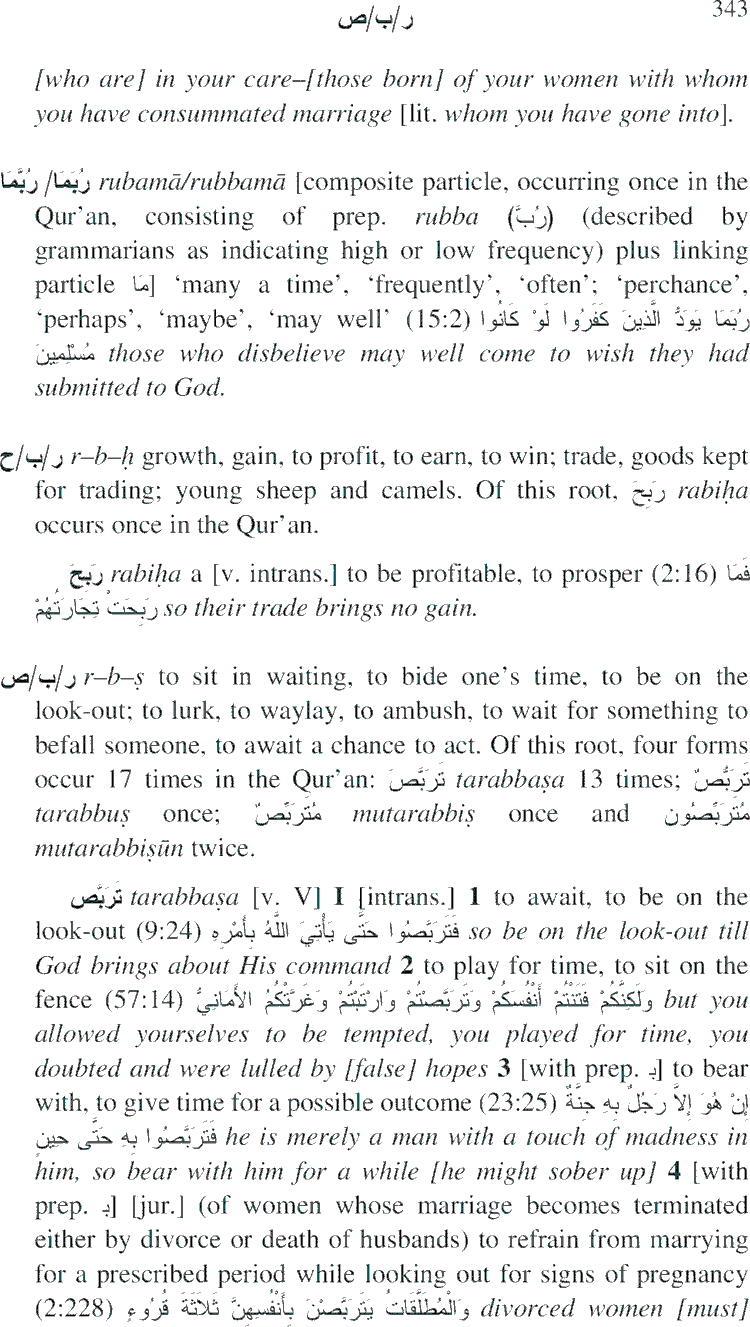 ر/ب/ص 343
[who are] in your care–[those born] of your women with whom
you have consummated marriage [lit. whom you have gone into].
رُبَمَا/ رُبَّمَا rubamā/rubbamā [composite particle, occurring once in the
Qur'an, consisting of prep. rubba (رُبَّ) (described by
grammarians as indicating high or low frequency) plus linking
particle مَا] ‘many a time’, ‘frequently’, ‘often’; ‘perchance’,
‘perhaps’, ‘maybe’, ‘may well’ (15:2) رُبَمَا يَوَدُّ الَّذِينَ كَفَرُوا لَوْ كَانُوا
مُسْلِمِينَ those who disbelieve may well come to wish they had
submitted to God.
ر/ب/ح r–b–ḥ growth, gain, to profit, to earn, to win; trade, goods kept
for trading; young sheep and camels. Of this root, رَبِحَ rabiḥa
occurs once in the Qur'an.
رَبِحَ rabiḥa a [v. intrans.] to be profitable, to prosper (2:16) فَمَا
رَبِحَتْ تِجَارَتُهُمْ so their trade brings no gain.
ر/ب/ص r–b–ṣ to sit in waiting, to bide one's time, to be on the
look-out; to lurk, to waylay, to ambush, to wait for something to
befall someone, to await a chance to act. Of this root, four forms
occur 17 times in the Qur'an: تَرَبَّصَ tarabbaṣa 13 times; تَرَبُّصٌ
tarabbuṣ once; مُتَرَبِّصٌ mutarabbiṣ once and مُتَرَبِّصُون
mutarabbiṣūn twice.
تَرَبَّص tarabbaṣa [v. V] I [intrans.] 1 to await, to be on the
look-out (9:24) فَتَرَبَّصُوا حَتَّى يَأْتِيَ اللَّهُ بِأَمْرِهِ so be on the look-out till
God brings about His command 2 to play for time, to sit on the
fence (57:14) وَلَكِنَّكُمْ فَتَنْتُمْ أَنْفُسَكُمْ وَتَرَبَّصْتُمْ وَارْتَبْتُمْ وَغَرَّتْكُمُ الأَمَانِيُّ but you
allowed yourselves to be tempted, you played for time, you
doubted and were lulled by [false] hopes 3 [with prep. بـ] to bear
with, to give time for a possible outcome (23:25) إِنْ هُوَ إِلاَّ رَجُلٌ بِهِ جِنَّةٌ
فَتَرَبَّصُوا بِهِ حَتَّى حِينٍ he is merely a man with a touch of madness in
him, so bear with him for a while [he might sober up] 4 [with
prep. بـ] [jur.] (of women whose marriage becomes terminated
either by divorce or death of husbands) to refrain from marrying
for a prescribed period while looking out for signs of pregnancy
(2:228) وَالْمُطَلَّقَاتُ يَتَرَبَّصْنَ بِأَنْفُسِهِنَّ ثَلَاثَةَ قُرُوءٍ divorced women [must]